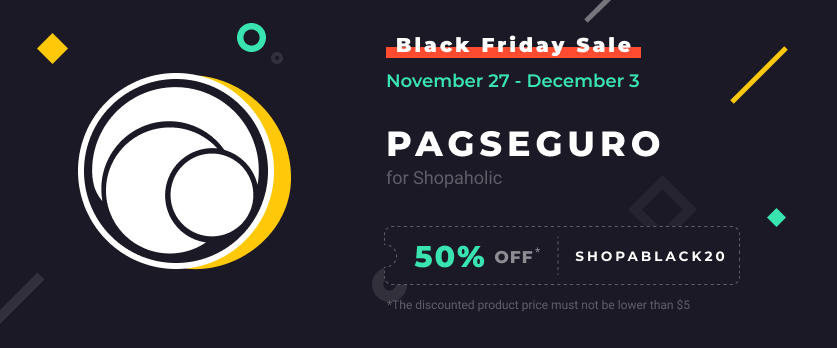 Black Friday Sale
November 27 - December 3
PAGSEGURO
for Shopaholic
50% OFF* SHOPABLACK20
*The discounted product price must not be lower than $5